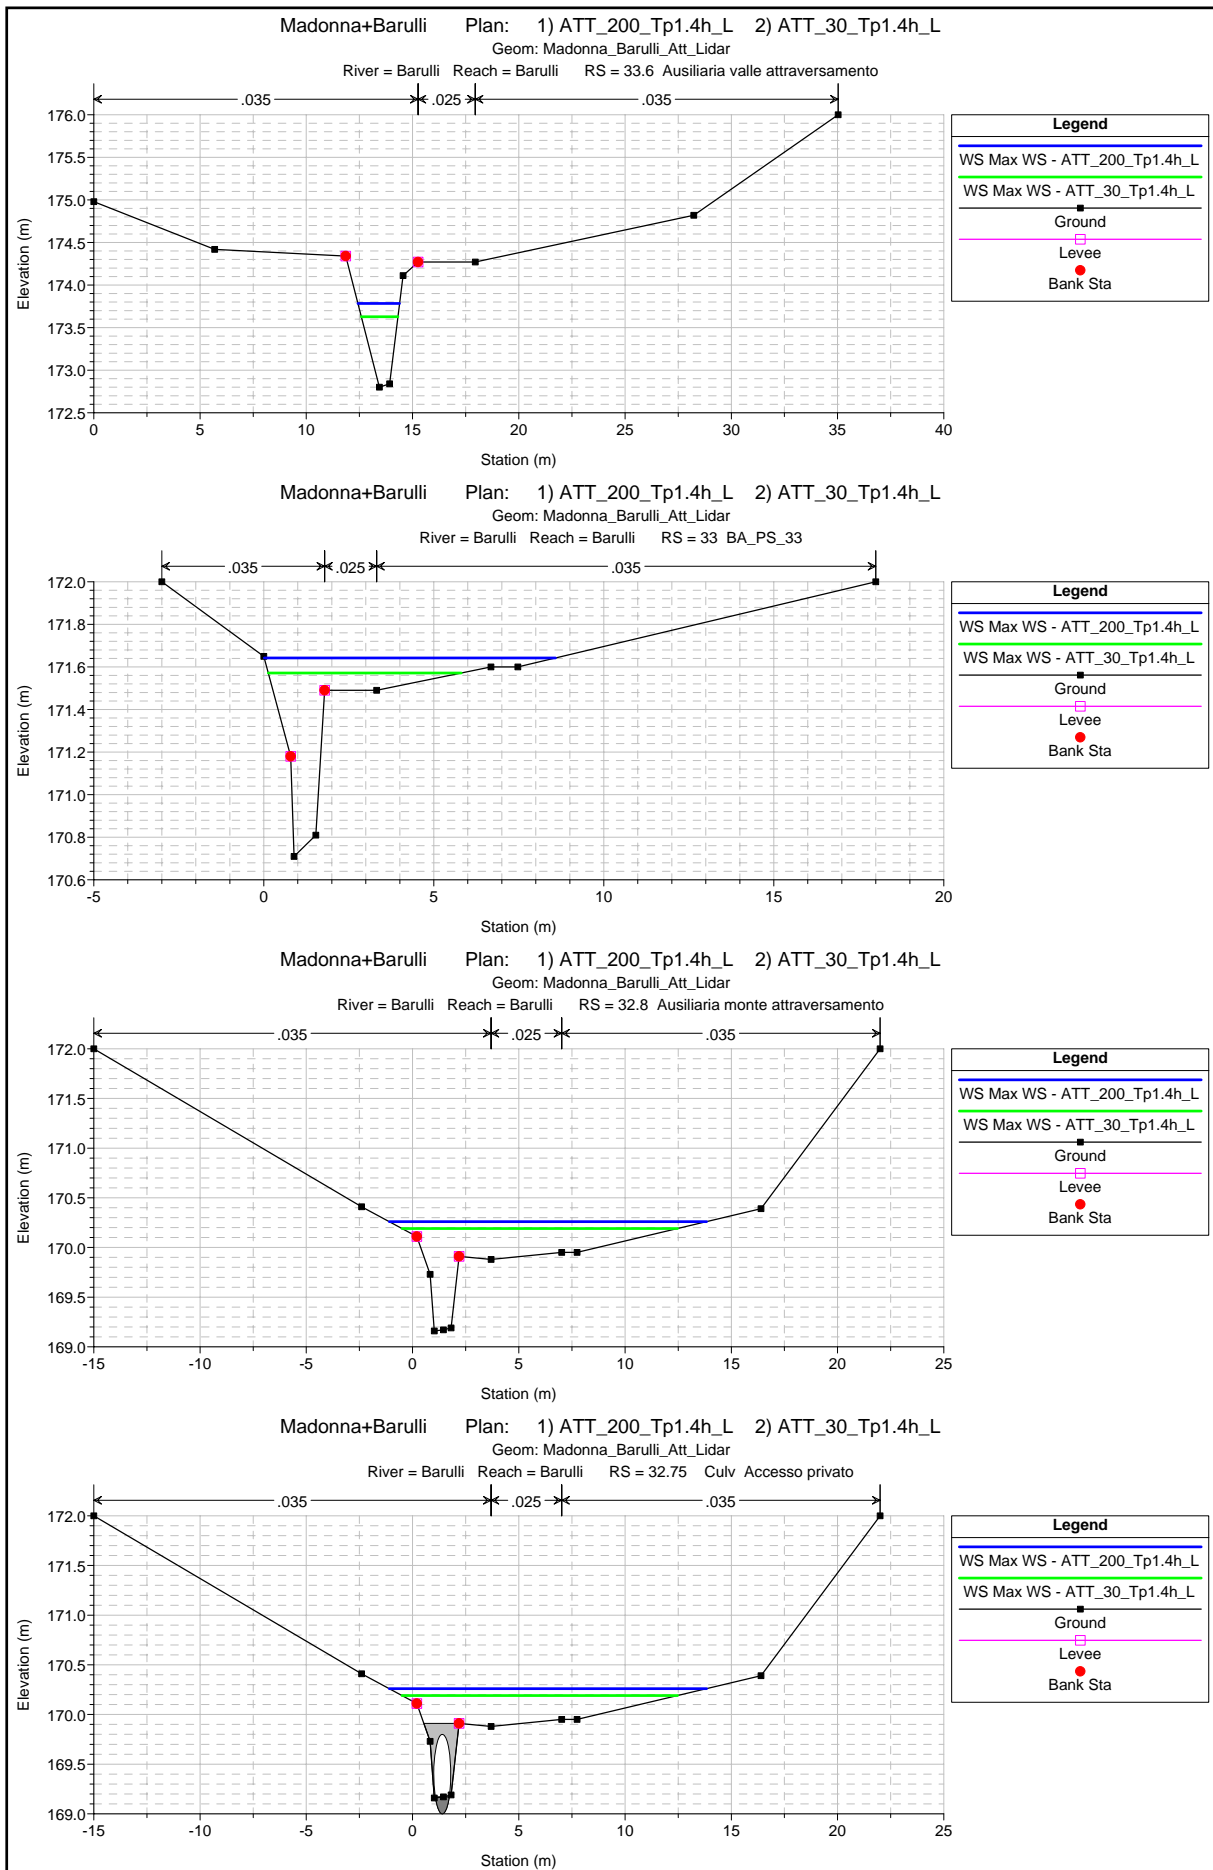 Madonna+Barulli Plan: 1) ATT_200_Tp1.4h_L 2) ATT_30_Tp1.4h_L
Geom: Madonna_Barulli_Att_Lidar
River = Barulli Reach = Barulli RS = 33.6 Ausiliaria valle attraversamento
.035 .025 .035
176.0
175.5
175.0
174.5
174.0
173.5
173.0
172.5
Elevation (m)
0 5 10 15 20 25 30 35 40
Station (m)
Legend
WS Max WS - ATT_200_Tp1.4h_L
WS Max WS - ATT_30_Tp1.4h_L
Ground
Levee
Bank Sta
Madonna+Barulli Plan: 1) ATT_200_Tp1.4h_L 2) ATT_30_Tp1.4h_L
Geom: Madonna_Barulli_Att_Lidar
River = Barulli Reach = Barulli RS = 33 BA_PS_33
.035 .025 .035
172.0
171.8
171.6
171.4
171.2
171.0
170.8
170.6
Elevation (m)
-5 0 5 10 15 20
Station (m)
Legend
WS Max WS - ATT_200_Tp1.4h_L
WS Max WS - ATT_30_Tp1.4h_L
Ground
Levee
Bank Sta
Madonna+Barulli Plan: 1) ATT_200_Tp1.4h_L 2) ATT_30_Tp1.4h_L
Geom: Madonna_Barulli_Att_Lidar
River = Barulli Reach = Barulli RS = 32.8 Ausiliaria monte attraversamento
.035 .025 .035
172.0
171.5
171.0
170.5
170.0
169.5
169.0
Elevation (m)
-15 -10 -5 0 5 10 15 20 25
Station (m)
Legend
WS Max WS - ATT_200_Tp1.4h_L
WS Max WS - ATT_30_Tp1.4h_L
Ground
Levee
Bank Sta
Madonna+Barulli Plan: 1) ATT_200_Tp1.4h_L 2) ATT_30_Tp1.4h_L
Geom: Madonna_Barulli_Att_Lidar
River = Barulli Reach = Barulli RS = 32.75 Culv Accesso privato
.035 .025 .035
172.0
171.5
171.0
170.5
170.0
169.5
169.0
Elevation (m)
-15 -10 -5 0 5 10 15 20 25
Station (m)
Legend
WS Max WS - ATT_200_Tp1.4h_L
WS Max WS - ATT_30_Tp1.4h_L
Ground
Levee
Bank Sta